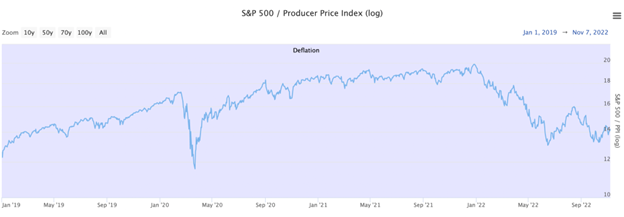 S&P 500 / Producer Price Index (log)
Zoom 10y 50y 70y 100y All Jan 1, 2019 → Nov 7, 2022
Deflation
20
18
16
14
12
10
S&P 500 / PPI (log)
Jan '19 May '19 Sep '19 Jan '20 May '20 Sep '20 Jan '21 May '21 Sep '21 Jan '22 May '22 Sep '22